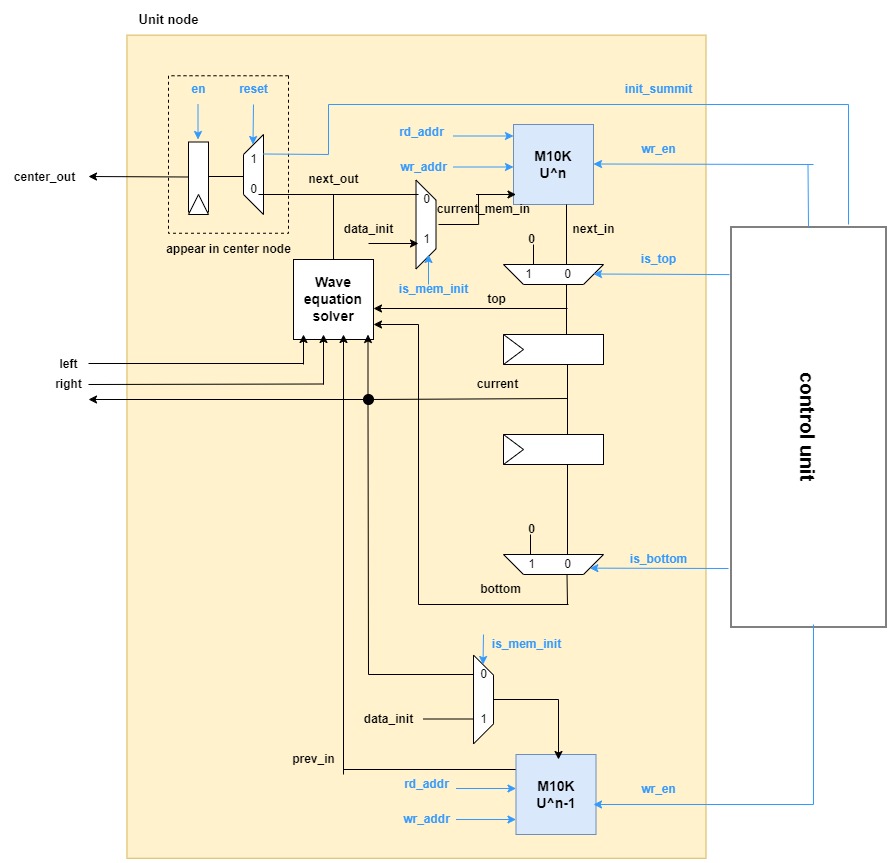 Unit node
en
reset
init_summit
1
0
center_out
appear in center node
next_out
rd_addr
wr_addr
M10K
U^n
wr_en
0
1
current_mem_in
data_init
is_mem_init
next_in
0
1
0
is_top
Wave
equation
solver
top
left
right
current
control unit
0
1
0
is_bottom
bottom
is_mem_init
0
1
data_init
prev_in
rd_addr
wr_addr
M10K
U^n-1
wr_en